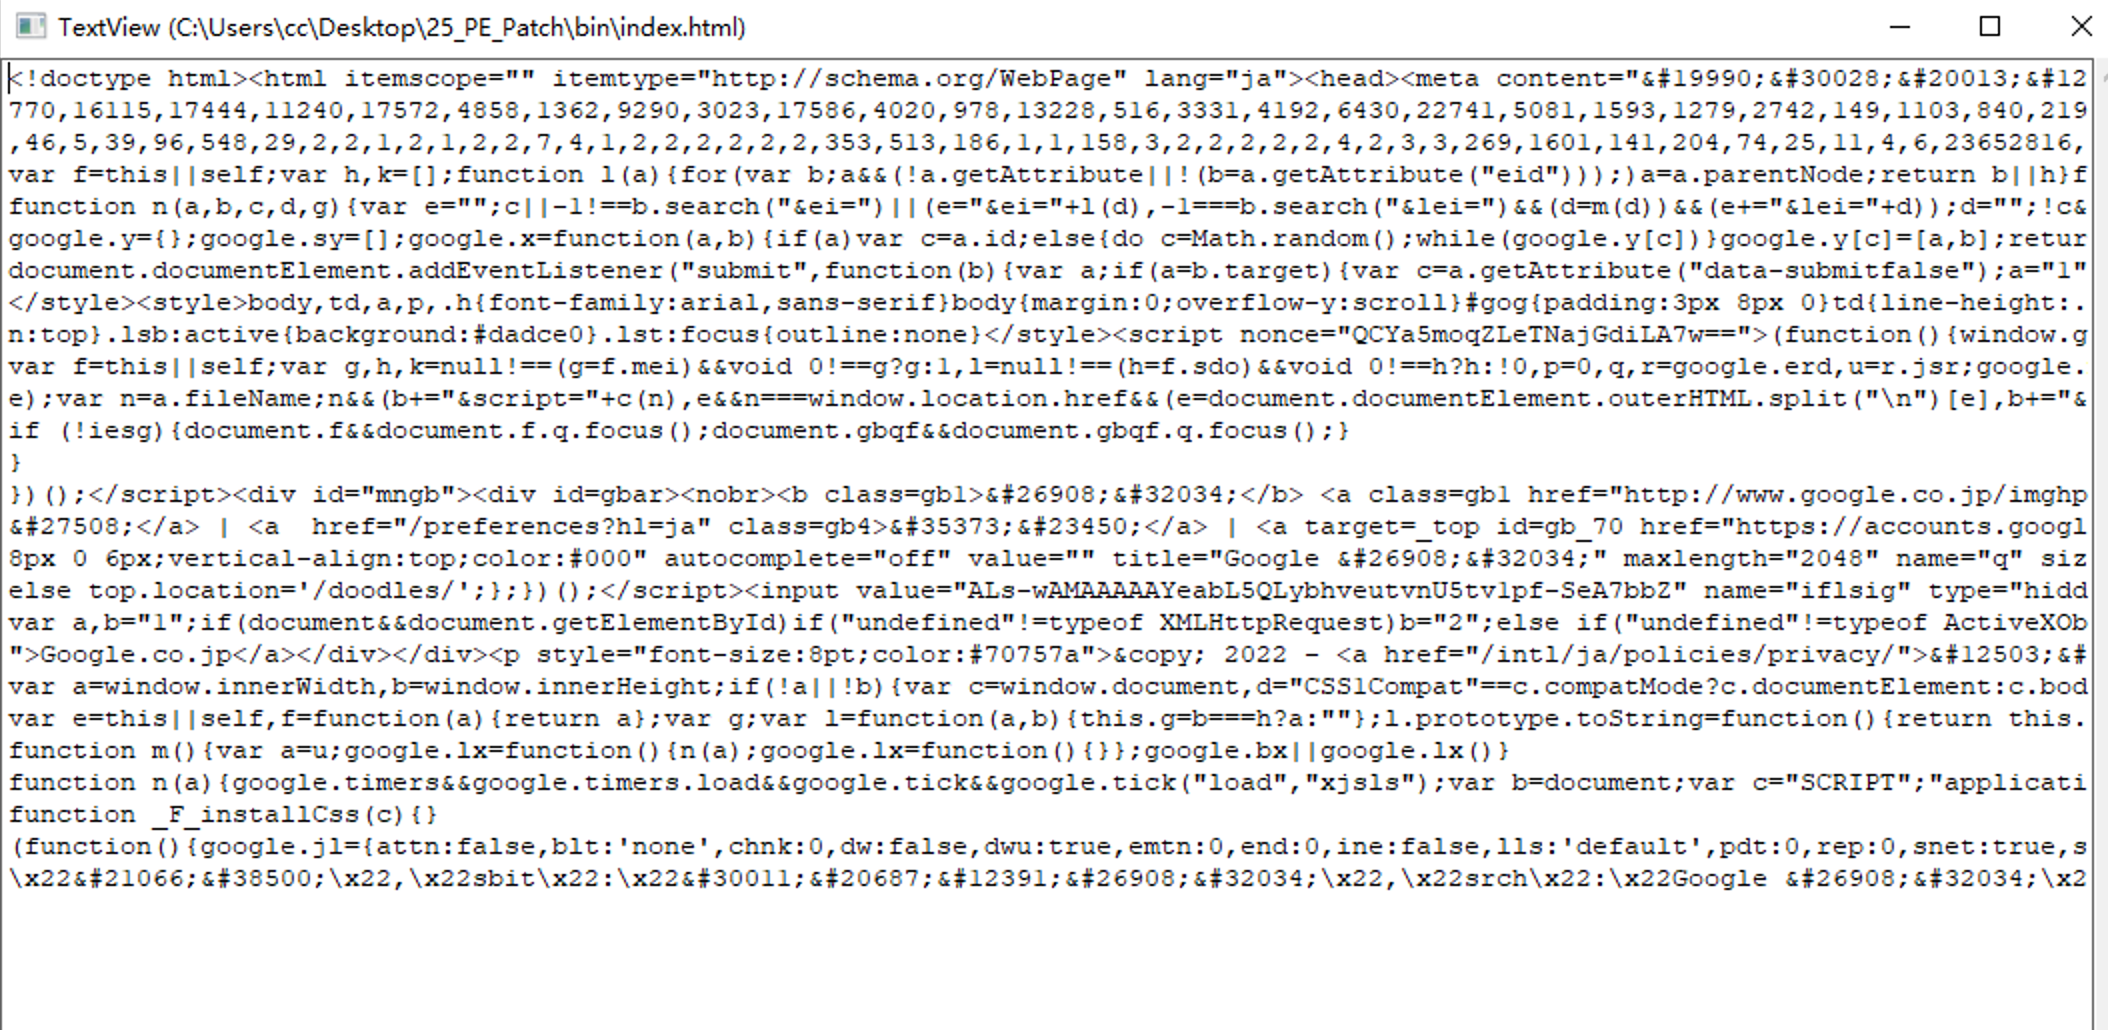 TextView (C:\Users\cc\Desktop\25_PE_Patch\bin\index.html)
<!doctype html><html itemscope="" itemtype="http://schema.org/WebPage" lang="ja"><head><meta content="&#19990;&#30028;&#20013;&#12
770,16115,17444,11240,17572,4858,1362,9290,3023,17586,4020,978,13228,516,3331,4192,6430,22741,5081,1593,1279,2742,149,1103,840,219
,46,5,39,96,548,29,2,2,1,2,1,2,2,7,4,1,2,2,2,2,2,2,353,513,186,1,1,158,3,2,2,2,2,4,2,3,3,269,1601,141,204,74,25,11,4,6,23652816,
var f=this||self;var h,k=[];function l(a){for(var b;a&&(!a.getAttribute||!(b=a.getAttribute("eid")));)a=a.parentNode;return b||h}f
function n(a,b,c,d,g){var e="";c||-1!==b.search("&ei=")||(e="&ei="+l(d),-1===b.search("&lei=")&&(d=m(d))&&(e+="&lei="+d));d="";!c&
google.y={};google.sy=[];google.x=function(a,b){if(a)var c=a.id;else{do c=Math.random();while(google.y[c])}google.y[c]=[a,b];retur
document.documentElement.addEventListener("submit",function(b){var a;if(a=b.target){var c=a.getAttribute("data-submitfalse");a="1"
</style><style>body,td,a,p,.h{font-family:arial,sans-serif}body{margin:0;overflow-y:scroll}#gog{padding:3px 8px 0}td{line-height:.
n:top}.lsb:active{background:#dadce0}.lst:focus{outline:none}</style><script nonce="QCYa5moqZLeTNajGdiLA7w==">(function(){window.g
var f=this||self;var g,h,k=null!==(g=f.mei)&&void 0!==g?g:1,l=null!==(h=f.sdo)&&void 0!==h?h:!0,p=0,q,r=google.erd,u=r.jsr;google.
e);var n=a.fileName;n&&(b+="&script="+c(n),e&&n===window.location.href&&(e=document.documentElement.outerHTML.split("\n")[e],b+="&
if (!iesg){document.f&&document.f.q.focus();document.gbqf&&document.gbqf.q.focus();}
}
})();</script><div id="mngb"><div id=gbar><nobr><b class=gb1>&#26908;&#32034;</b> <a class=gb1 href="http://www.google.co.jp/imghp
&#27508;</a> | <a  href="/preferences?hl=ja" class=gb4>&#35373;&#23450;</a> | <a target=_top id=gb_70 href="https://accounts.googl
8px 0 6px;vertical-align:top;color:#000" autocomplete="off" value="" title="Google &#26908;&#32034;" maxlength="2048" name="q" siz
else top.location='/doodles/';};})();</script><input value="ALs-wAMAAAAAYeabL5QLybhveutvnU5tvlpf-SeA7bbZ" name="iflsig" type="hidd
var a,b="1";if(document&&document.getElementById)if("undefined"!=typeof XMLHttpRequest)b="2";else if("undefined"!=typeof ActiveXOb
">Google.co.jp</a></div></div><p style="font-size:8pt;color:#70757a">&copy; 2022 - <a href="/intl/ja/policies/privacy/">&#12503;&#
var a=window.innerWidth,b=window.innerHeight;if(!a||!b){var c=window.document,d="CSS1Compat"==c.compatMode?c.documentElement:c.bod
var e=this||self,f=function(a){return a};var g;var l=function(a,b){this.g=b===h?a:""};l.prototype.toString=function(){return this.
function m(){var a=u;google.lx=function(){n(a);google.lx=function(){}};google.bx||google.lx()}
function n(a){google.timers&&google.timers.load&&google.tick&&google.tick("load","xjsls");var b=document;var c="SCRIPT";"applicati
function _F_installCss(c){}
(function(){google.jl={attn:false,blt:'none',chnk:0,dw:false,dwu:true,emtn:0,end:0,ine:false,lls:'default',pdt:0,rep:0,snet:true,s
\x22&#21066;&#38500;\x22,\x22sbit\x22:\x22&#30011;&#20687;&#12391;&#26908;&#32034;\x22,\x22srch\x22:\x22Google &#26908;&#32034;\x2